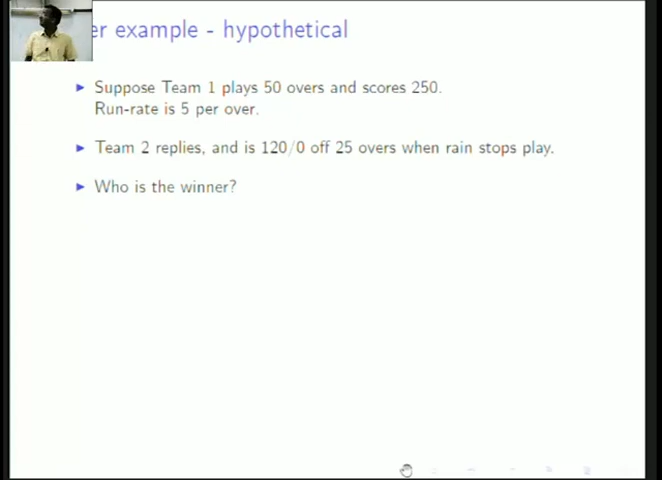 er example - hypothetical
Suppose Team 1 plays 50 overs and scores 250.
Run-rate is 5 per over.
Team 2 replies, and is 120/0 off 25 overs when rain stops play.
Who is the winner?